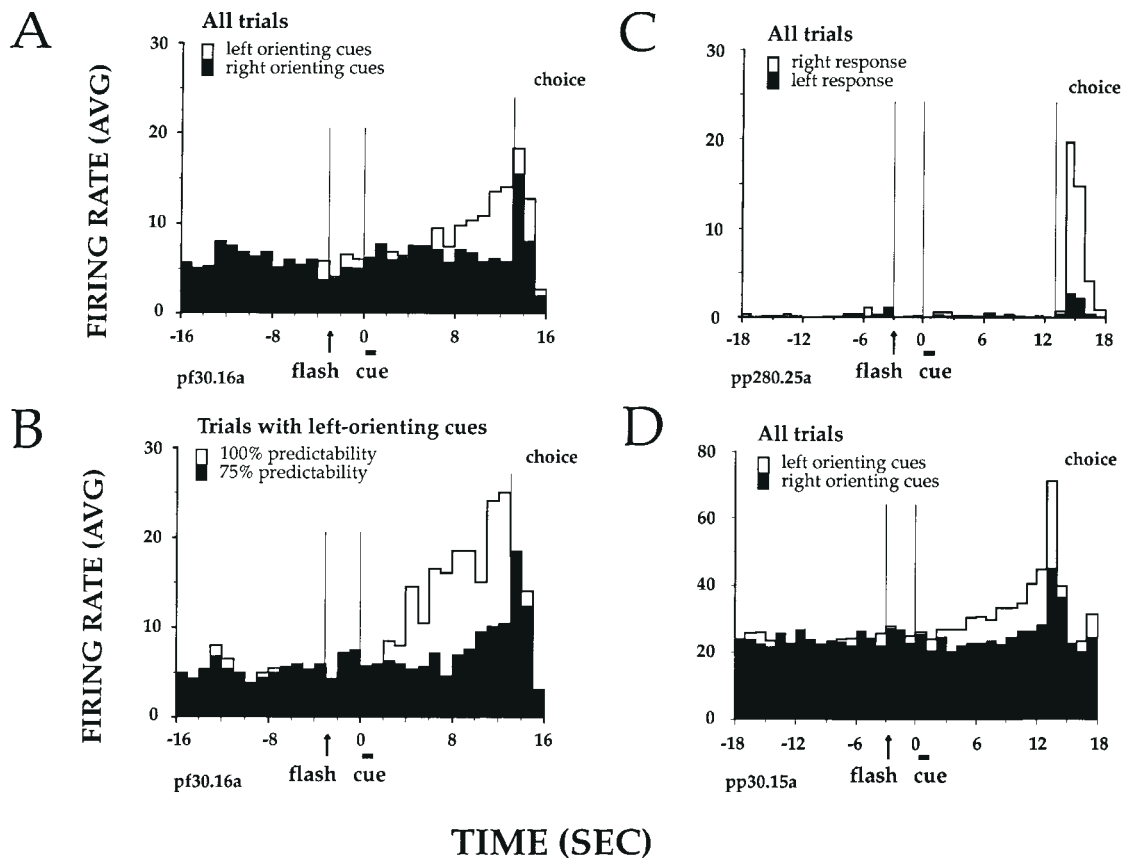 A
All trials
left orienting cues
right orienting cues
choice
30
20
10
0
-16
-8
0
8
16
flash
cue
pf30.16a
FIRING RATE (AVG)
C
All trials
right response
left response
choice
30
20
10
0
-18
-12
-6
0
6
12
18
flash
cue
pp280.25a
B
Trials with left-orienting cues
100% predictability
75% predictability
choice
30
20
10
0
-16
-8
0
8
16
flash
cue
pf30.16a
FIRING RATE (AVG)
D
All trials
left orienting cues
right orienting cues
choice
80
60
40
20
0
-18
-12
-6
0
6
12
18
flash
cue
pp30.15a
TIME (SEC)